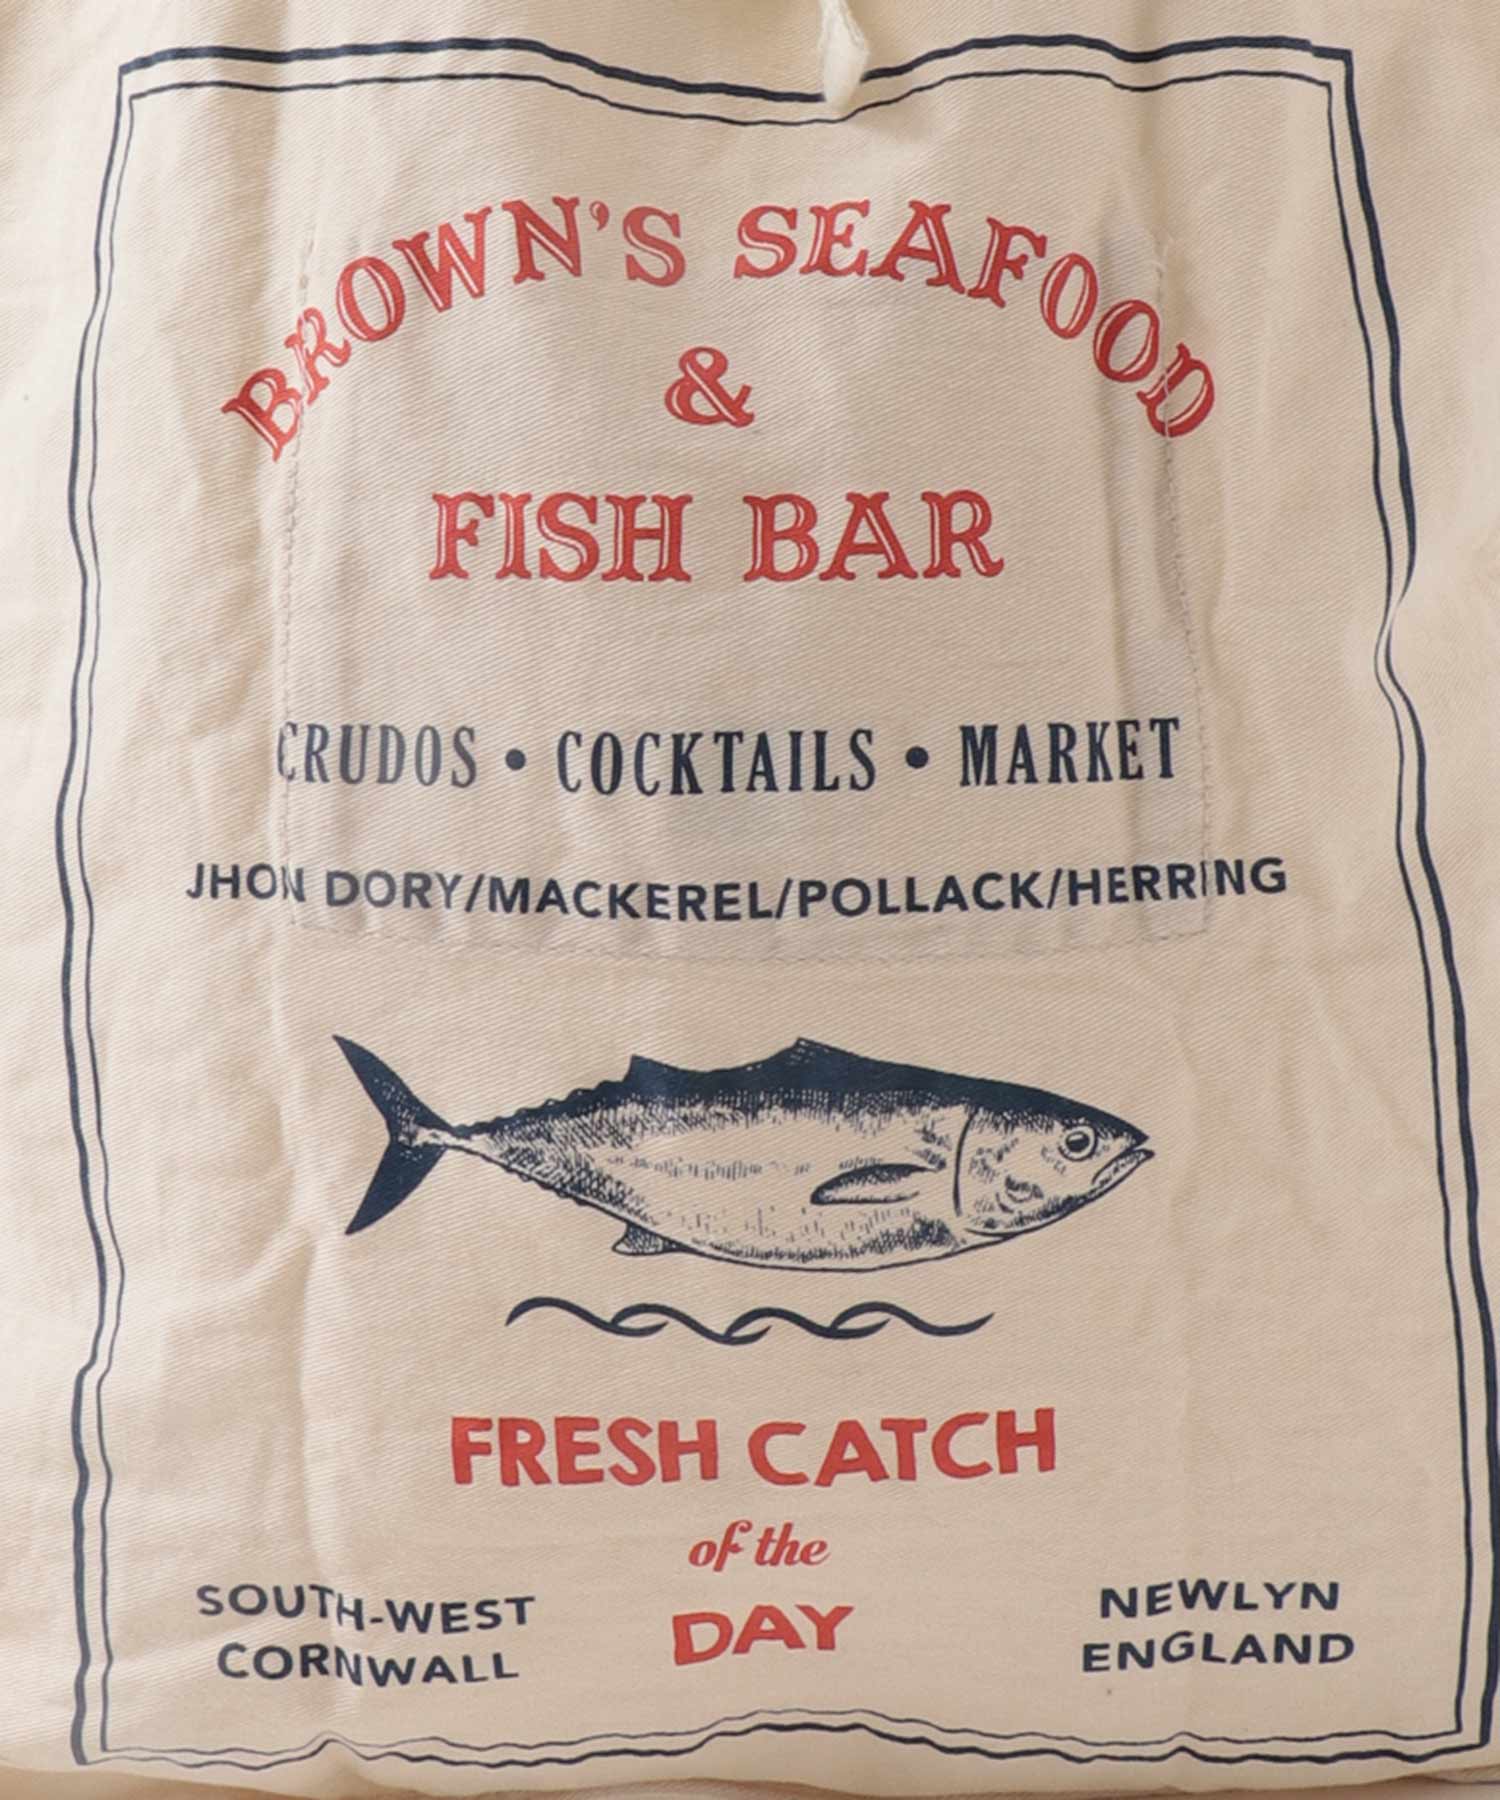 BROWN'S SEAFOOD
&
FISH BAR
CRUDOS • COCKTAILS • MARKET
JHON DORY/MACKEREL/POLLACK/HERRING
FRESH CATCH
of the
DAY
SOUTH-WEST
CORNWALL
NEWLYN
ENGLAND